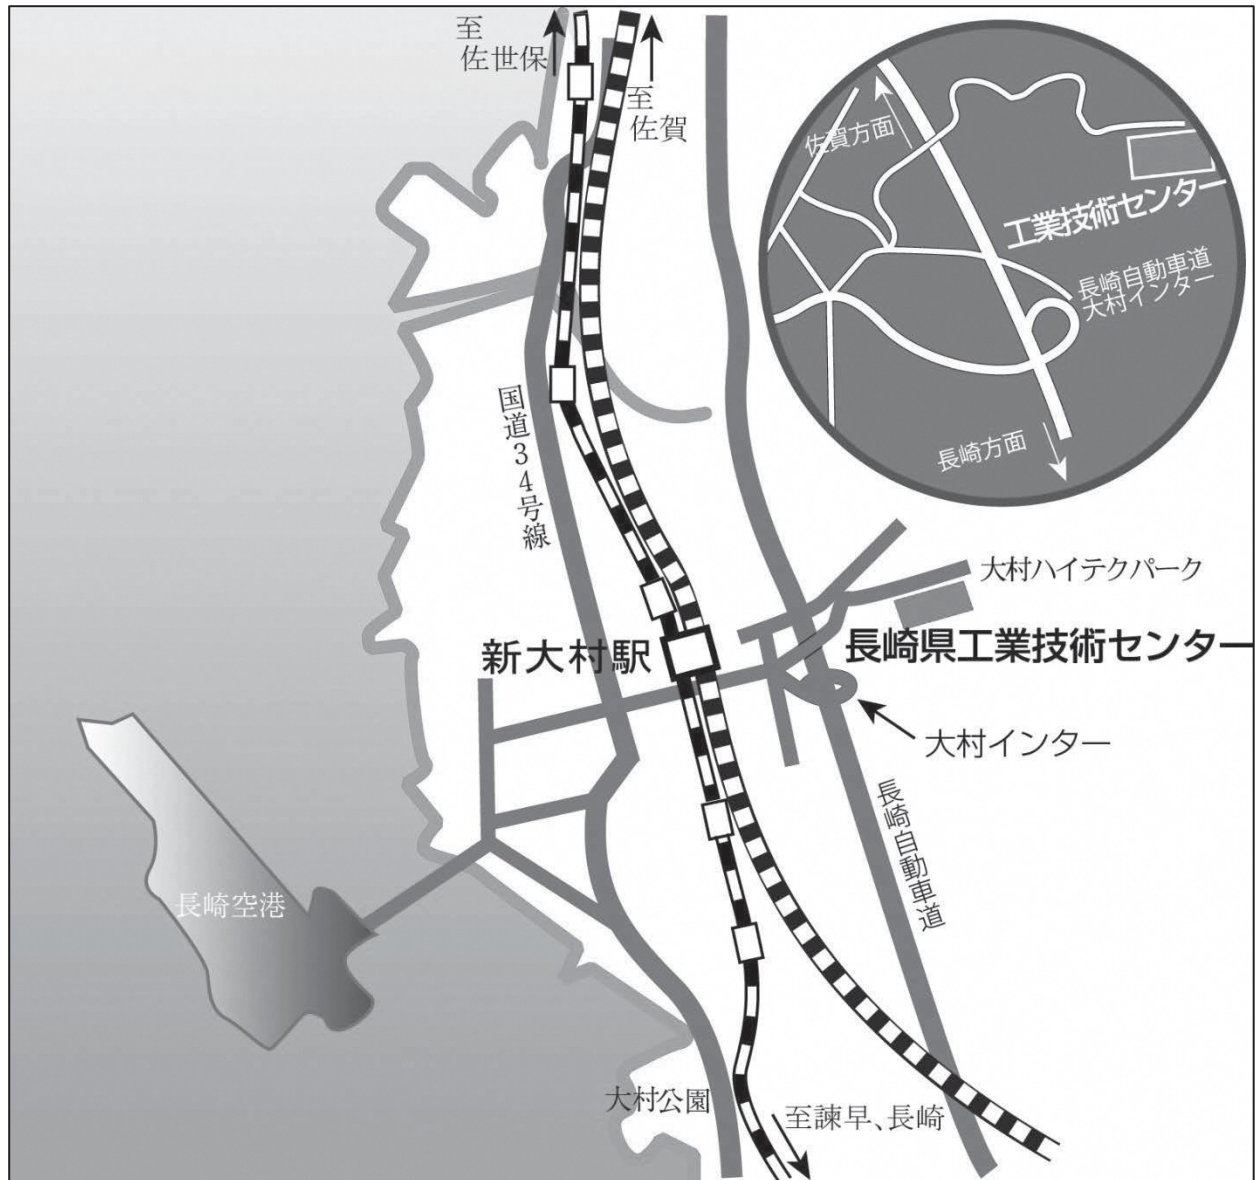 至
佐世保
至
佐賀
佐賀方面
工業技術センター
長崎自動車道
大村インター
長崎方面
国道34号線
大村ハイテクパーク
新大村駅
長崎県工業技術センター
大村インター
長崎自動車道
長崎空港
大村公園
至諫早、長崎